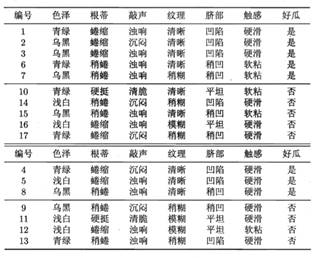 编号 色泽 根蒂 敲声 纹理 脐部 触感 好瓜
1 青绿 蜷缩 浊响 清晰 凹陷 硬滑 是
2 乌黑 蜷缩 沉闷 清晰 凹陷 硬滑 是
3 乌黑 蜷缩 浊响 清晰 凹陷 硬滑 是
6 青绿 稍蜷 浊响 清晰 稍凹 软粘 是
7 乌黑 稍蜷 浊响 稍糊 稍凹 软粘 是
10 青绿 硬挺 清脆 清晰 平坦 软粘 否
14 浅白 稍蜷 沉闷 稍糊 凹陷 硬滑 否
15 乌黑 稍蜷 浊响 清晰 稍凹 软粘 否
16 浅白 蜷缩 浊响 模糊 平坦 硬滑 否
17 青绿 蜷缩 沉闷 稍糊 稍凹 硬滑 否
编号 色泽 根蒂 敲声 纹理 脐部 触感 好瓜
4 青绿 蜷缩 沉闷 清晰 凹陷 硬滑 是
5 浅白 蜷缩 浊响 清晰 凹陷 硬滑 是
8 乌黑 稍蜷 浊响 清晰 稍凹 硬滑 是
9 乌黑 稍蜷 沉闷 稍糊 稍凹 硬滑 否
11 浅白 硬挺 清脆 模糊 平坦 硬滑 否
12 浅白 蜷缩 浊响 模糊 平坦 软粘 否
13 青绿 稍蜷 浊响 稍糊 凹陷 硬滑 否